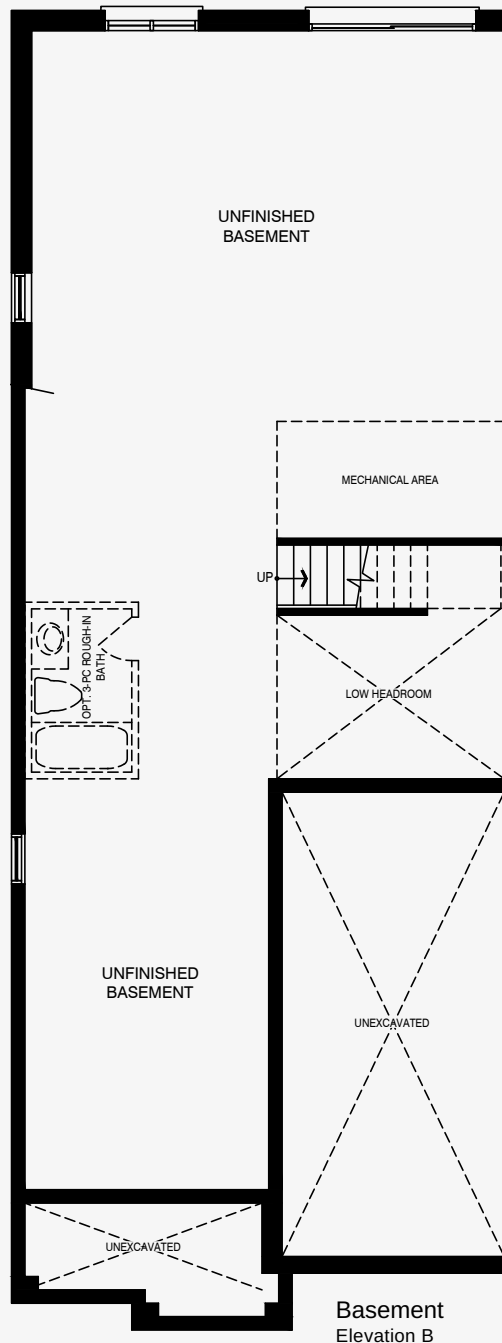 UNFINISHED
BASEMENT
MECHANICAL AREA
UP
OPT. 3-PC ROUGH-IN
BATH
LOW HEADROOM
UNFINISHED
BASEMENT
UNEXCAVATED
UNEXCAVATED
Basement
Elevation B